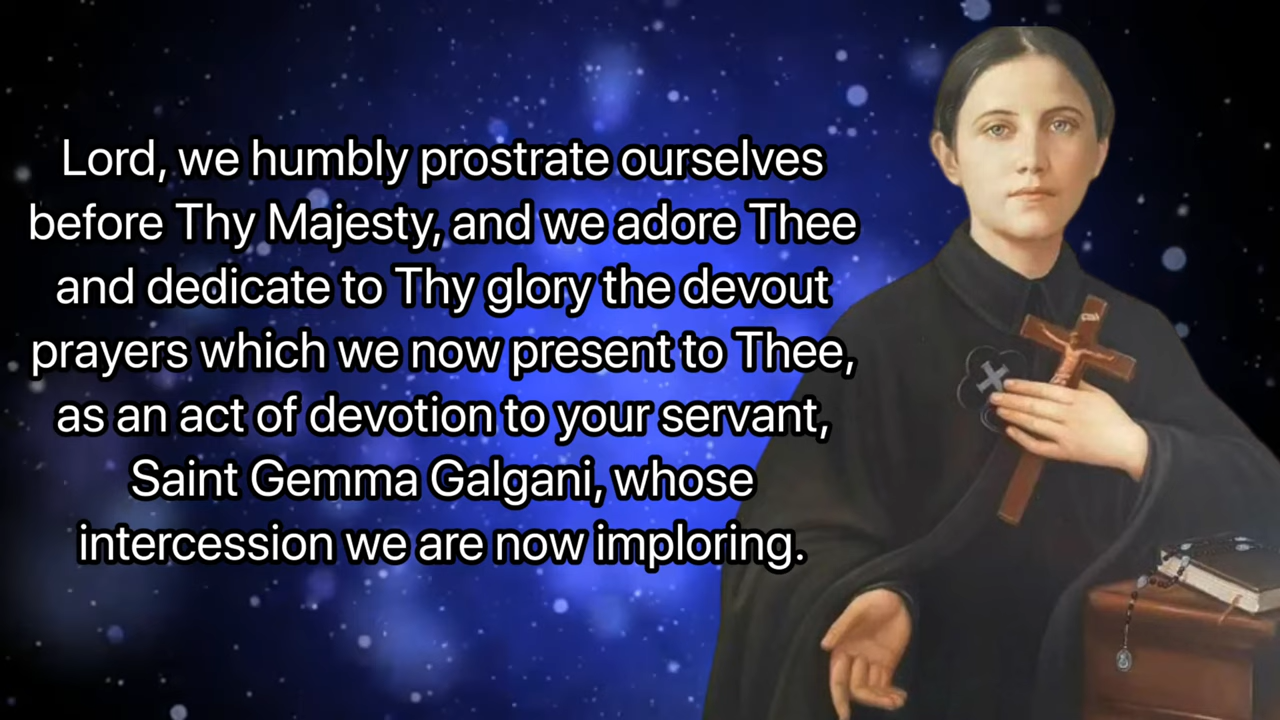 Lord, we humbly prostrate ourselves
before Thy Majesty, and we adore Thee
and dedicate to Thy glory the devout
prayers which we now present to Thee,
as an act of devotion to your servant,
Saint Gemma Galgani, whose
intercession we are now imploring.